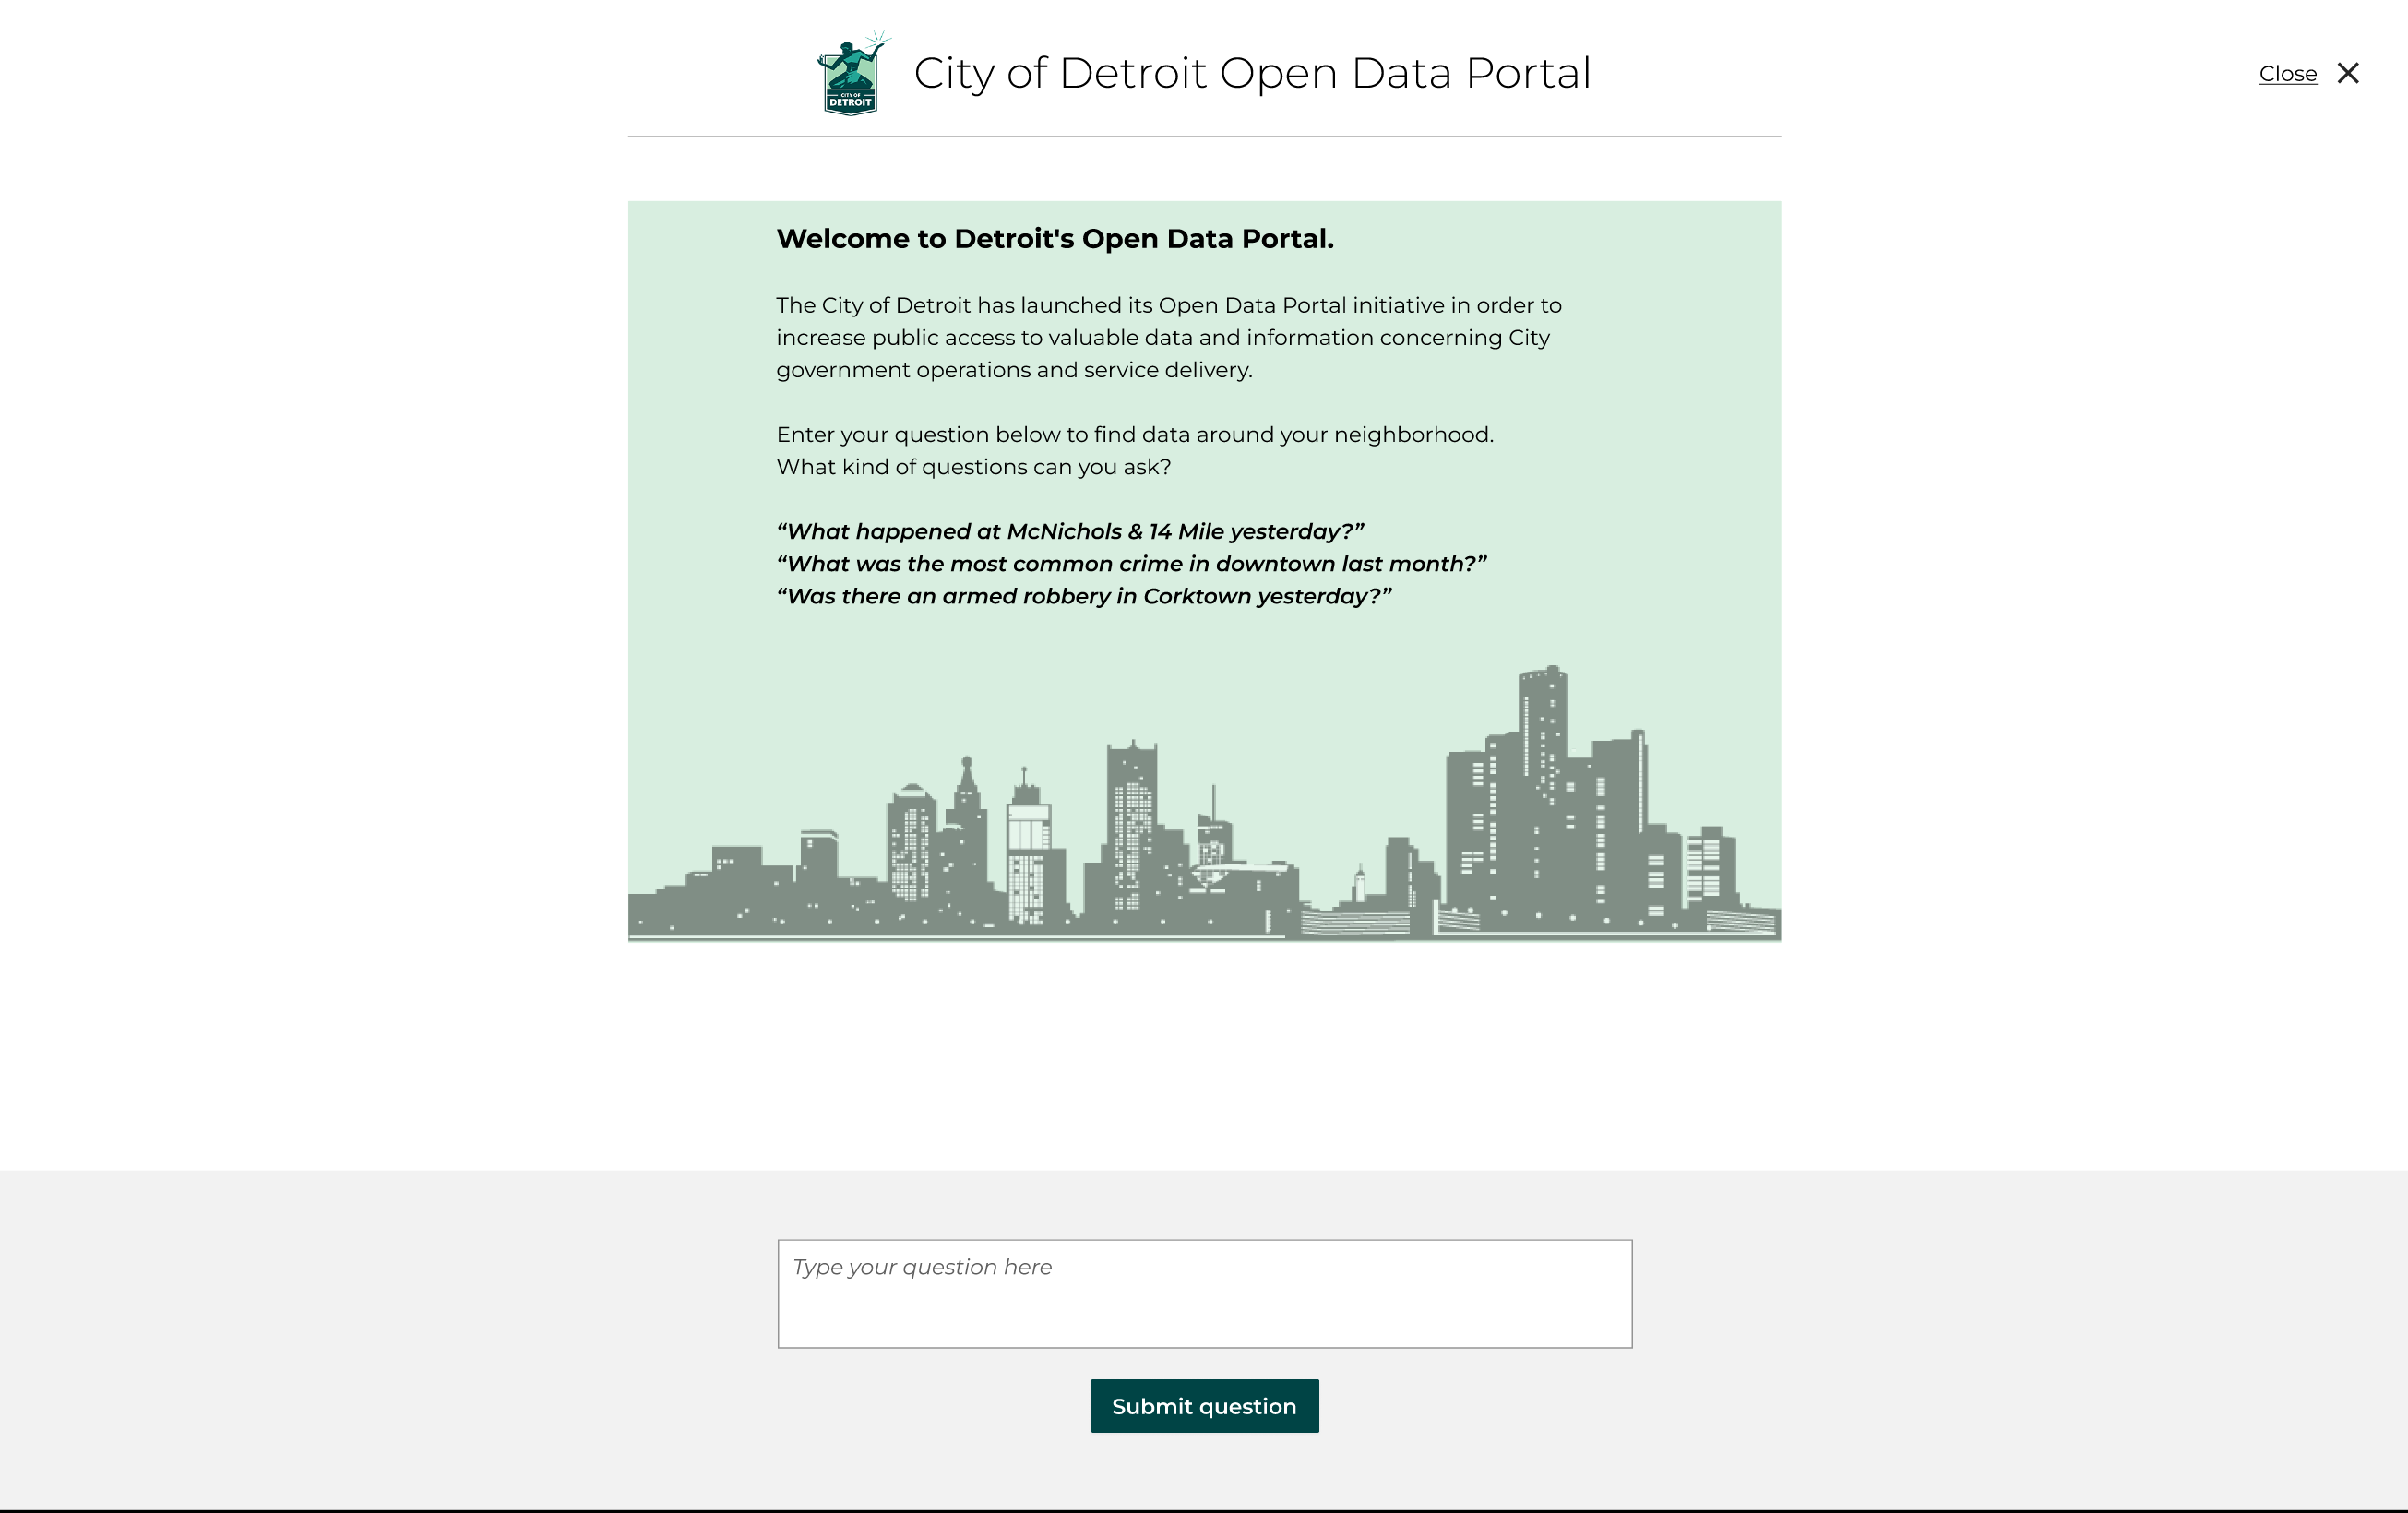 CITY OF
DETROIT
City of Detroit Open Data Portal
Close
Welcome to Detroit's Open Data Portal.
The City of Detroit has launched its Open Data Portal initiative in order to
increase public access to valuable data and information concerning City
government operations and service delivery.
Enter your question below to find data around your neighborhood.
What kind of questions can you ask?
“What happened at McNichols & 14 Mile yesterday?”
“What was the most common crime in downtown last month?”
“Was there an armed robbery in Corktown yesterday?”
Type your question here
Submit question